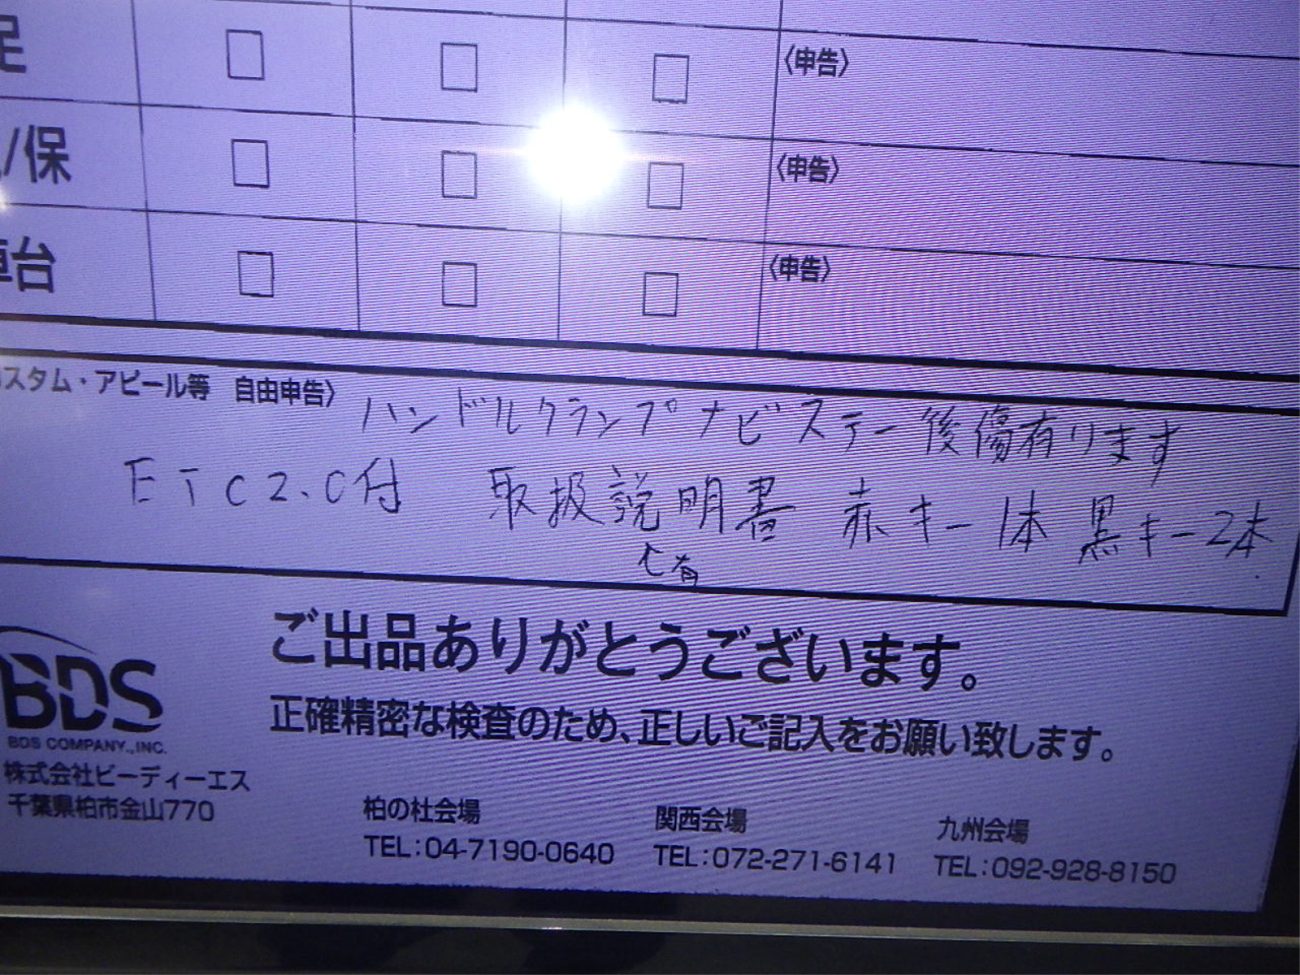 足 □ □ □ 〈申告〉
/保 □ □ □ 〈申告〉
車台 □ □ □ 〈申告〉
スタム・アピール等 自由申告〉 ハンドルクランプナビステー後傷有ります
ETC2.0付 取扱説明書 赤キー1本 黒キー2本
有
ご出品ありがとうございます。
正確精密な検査のため、正しいご記入をお願い致します。
BDS
BDS COMPANY.,INC.
株式会社ビーディーエス
千葉県柏市金山770
柏の杜会場
TEL:04-7190-0640
関西会場
TEL:072-271-6141
九州会場
TEL:092-928-8150